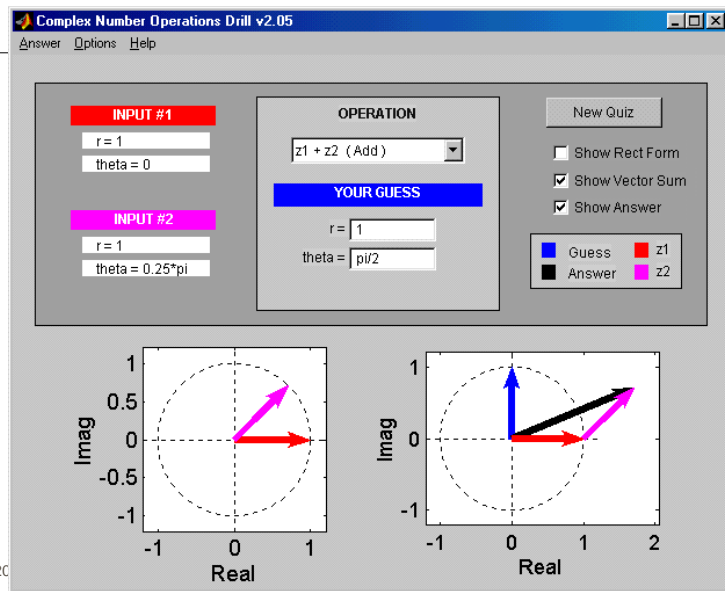 Complex Number Operations Drill v2.05
Answer Options Help
INPUT #1
r = 1
theta = 0
INPUT #2
r = 1
theta = 0.25*pi
OPERATION
z1 + z2 ( Add )
YOUR GUESS
r = 1
theta = pi/2
New Quiz
Show Rect Form
Show Vector Sum
Show Answer
Guess z1
Answer z2
1
0.5
0
-0.5
-1
Imag
-1 0 1
Real
1
0
-1
Imag
-1 0 1 2
Real